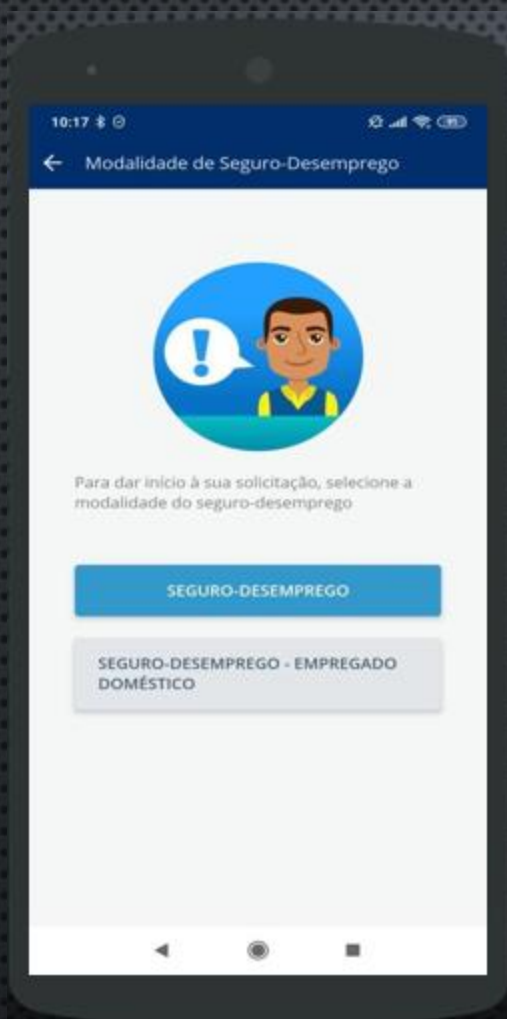 10:17
Modalidade de Seguro-Desemprego
Para dar início à sua solicitação, selecione a
modalidade do seguro-desemprego
SEGURO-DESEMPREGO
SEGURO-DESEMPREGO - EMPREGADO
DOMÉSTICO